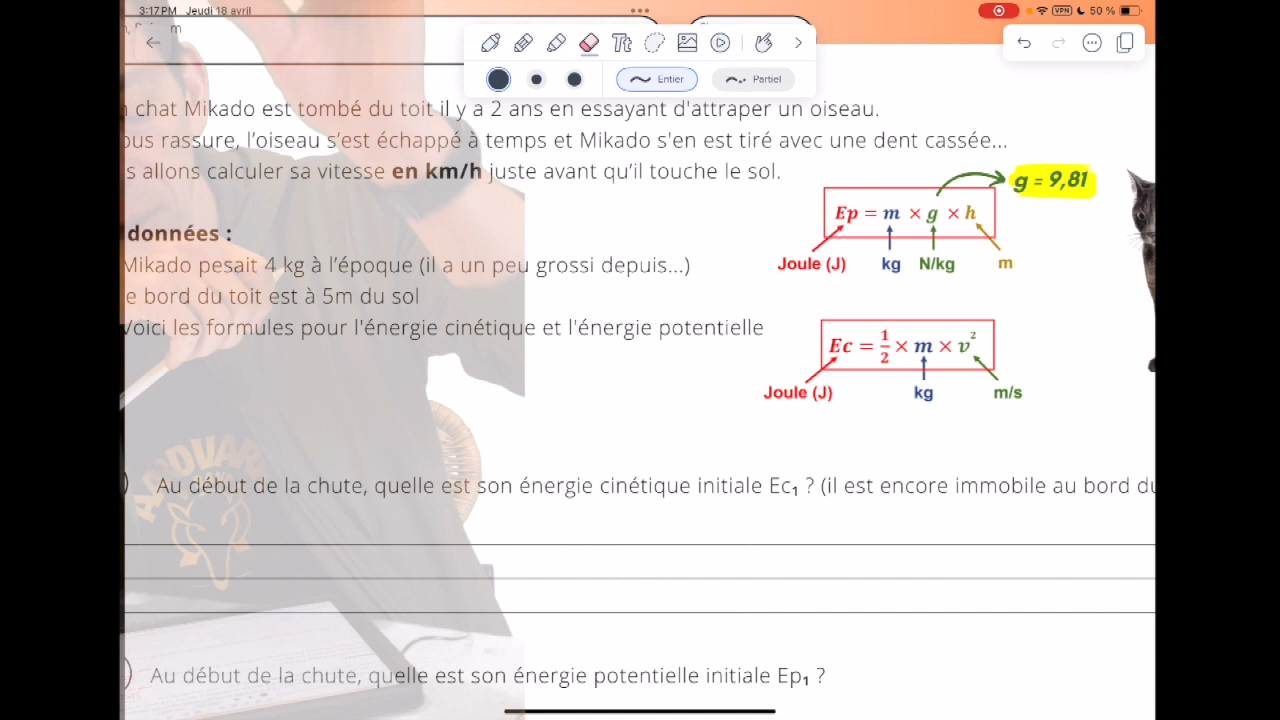 3:17 PM Jeudi 18 avril
VPN 50 %
Tt
Entier
Partiel
chat Mikado est tombé du toit il y a 2 ans en essayant d'attraper un oiseau.
ous rassure, l'oiseau s'est échappé à temps et Mikado s'en est tiré avec une dent cassée...
s allons calculer sa vitesse en km/h juste avant qu'il touche le sol.
g = 9,81
Ep = m × g × h
Joule (J) kg N/kg m
données :
Mikado pesait 4 kg à l'époque (il a un peu grossi depuis...)
e bord du toit est à 5m du sol
Voici les formules pour l'énergie cinétique et l'énergie potentielle
Ec = 1/2 × m × v²
Joule (J) kg m/s
) Au début de la chute, quelle est son énergie cinétique initiale Ec₁ ? (il est encore immobile au bord du
) Au début de la chute, quelle est son énergie potentielle initiale Ep₁ ?